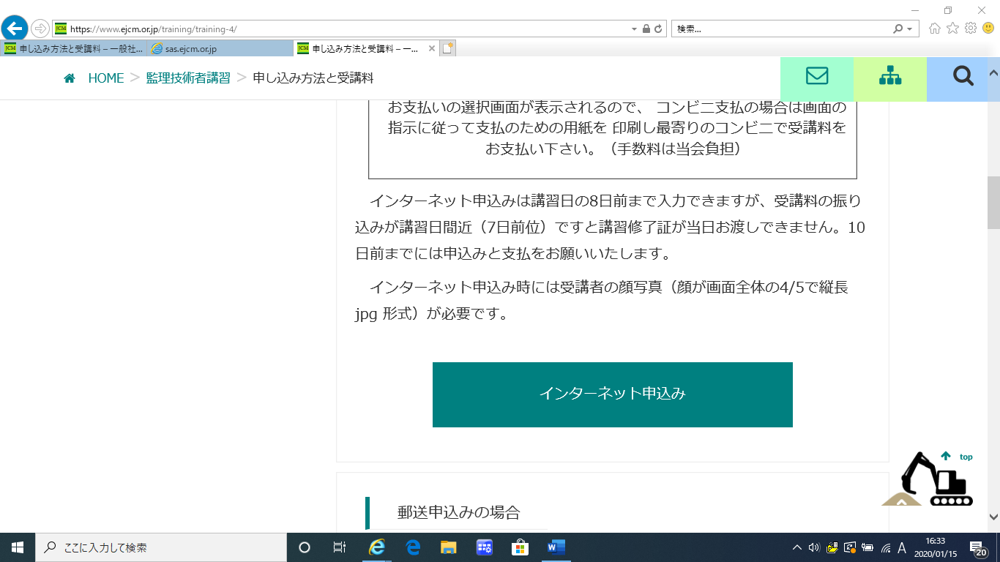 https://www.ejcm.or.jp/training/training-4/
検索...
JCM 申し込み方法と受講料 – 一般社...
sas.ejcm.or.jp
JCM 申し込み方法と受講料 – 一...
HOME > 監理技術者講習 > 申し込み方法と受講料
お支払いの選択画面が表示されるので、 コンビニ支払の場合は画面の
指示に従って支払のための用紙を 印刷し最寄りのコンビニで受講料を
お支払い下さい。（手数料は当会負担）
インターネット申込みは講習日の8日前まで入力できますが、受講料の振り
込みが講習日間近（7日前位）ですと講習修了証が当日お渡しできません。10
日前までには申込みと支払をお願いいたします。
インターネット申込み時には受講者の顔写真（顔が画面全体の4/5で縦長
jpg 形式）が必要です。
インターネット申込み
top
郵送申込みの場合
ここに入力して検索
A
16:33
2020/01/15
20